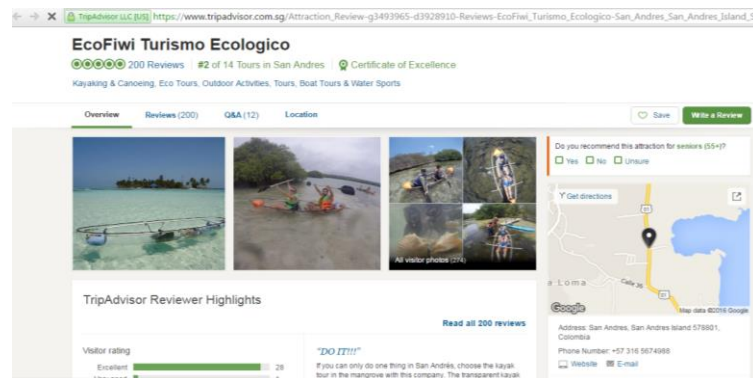 TripAdvisor LLC [US] https://www.tripadvisor.com.sg/Attraction_Review-g3493965-d3928910-Reviews-EcoFiwi_Turismo_Ecologico-San_Andres_San_Andres_Island_S
EcoFiwi Turismo Ecologico
200 Reviews #2 of 14 Tours in San Andres Certificate of Excellence
Kayaking & Canoeing, Eco Tours, Outdoor Activities, Tours, Boat Tours & Water Sports
Overview Reviews (200) Q&A (12) Location Save Write a Review
All visitor photos (274)
Do you recommend this attraction for seniors (55+)?
Yes No Unsure
Get directions
a Loma
Google Map data ©2016 Google
Address: San Andres, San Andres Island 578801,
Colombia
Phone Number: +57 316 5674988
Website E-mail
TripAdvisor Reviewer Highlights
Read all 200 reviews
Visitor rating
Excellent 28
"DO IT!!!"
If you can only do one thing in San Andrés, choose the kayak
tour in the mangrove with this company. The transparent kayak